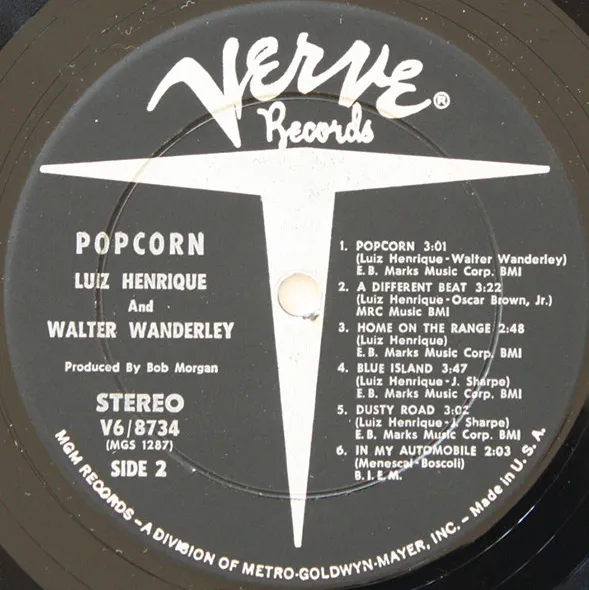 Verve®
Records
POPCORN
LUIZ HENRIQUE
And
WALTER WANDERLEY
Produced By Bob Morgan
STEREO
V6/8734
(MGS 1287)
SIDE 2
1. POPCORN 3:01
(Luiz Henrique-Walter Wanderley)
E.B. Marks Music Corp. BMI
2. A DIFFERENT BEAT 3:22
(Luiz Henrique-Oscar Brown, Jr.)
MRC Music BMI
3. HOME ON THE RANGE 2:48
(Luiz Henrique)
E.B. Marks Music Corp. BMI
4. BLUE ISLAND 3:47
(Luiz Henrique-J. Sharpe)
E.B. Marks Music Corp. BMI
5. DUSTY ROAD 3:02
(Luiz Henrique-J. Sharpe)
E.B. Marks Music Corp. BMI
6. IN MY AUTOMOBILE 2:03
(Menescal-Boscoli)
B.I.E.M.
MGM RECORDS – A DIVISION OF METRO-GOLDWYN-MAYER, INC. – Made in U.S.A.